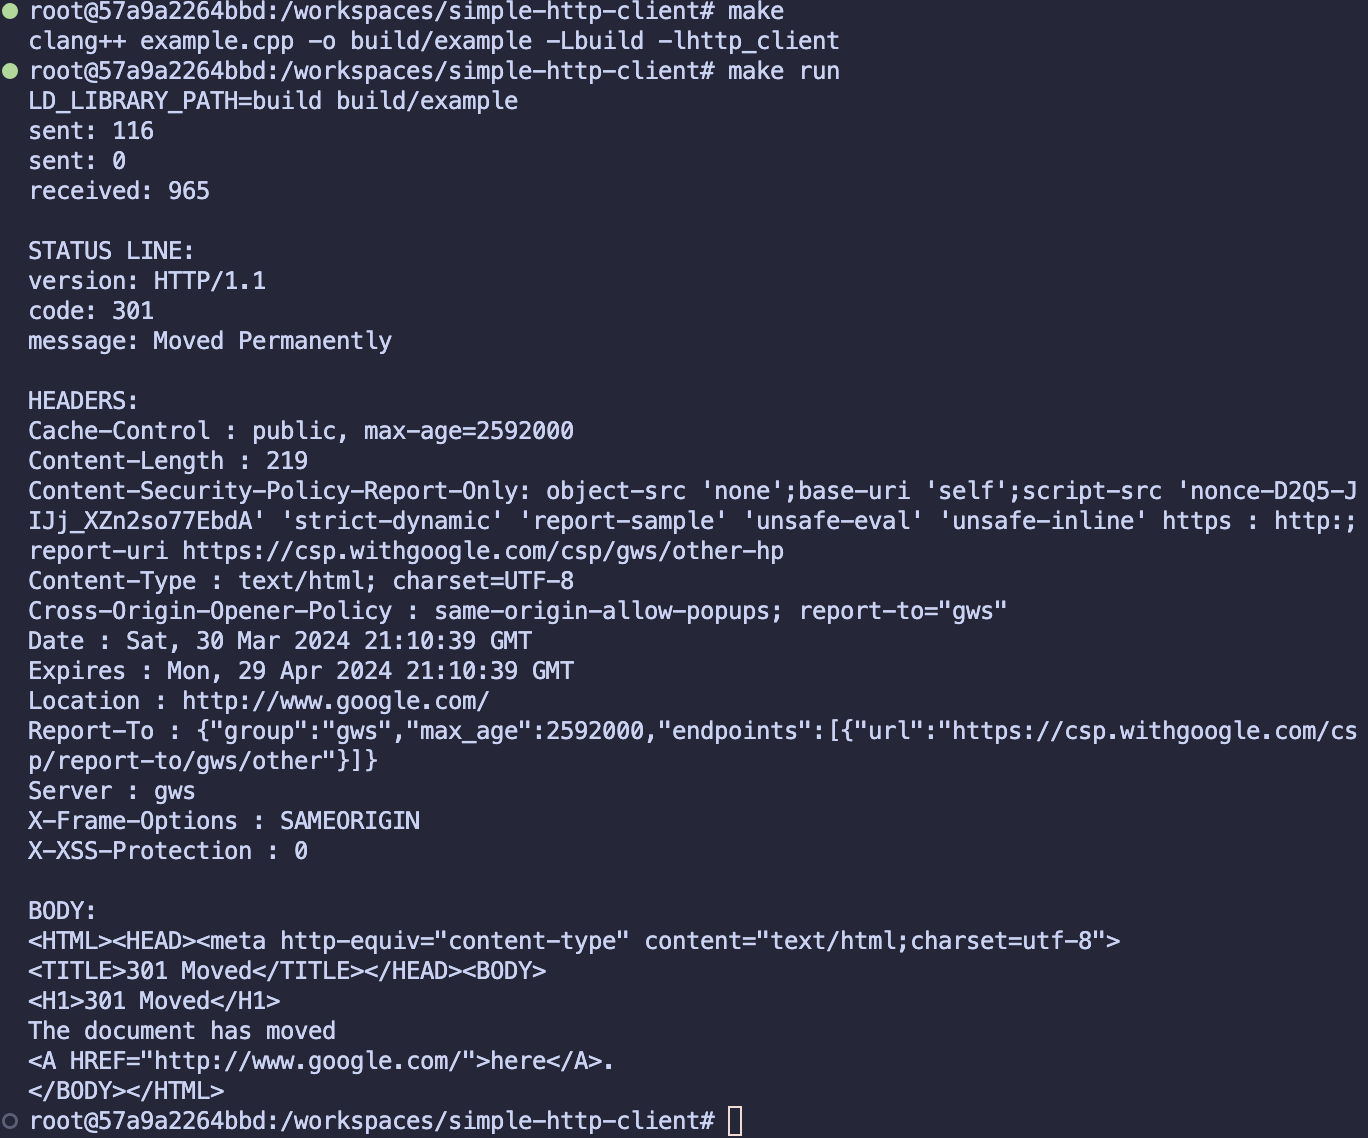 root@57a9a2264bbd:/workspaces/simple-http-client# make
clang++ example.cpp -o build/example -Lbuild -lhttp_client
root@57a9a2264bbd:/workspaces/simple-http-client# make run
LD_LIBRARY_PATH=build build/example
sent: 116
sent: 0
received: 965

STATUS LINE:
version: HTTP/1.1
code: 301
message: Moved Permanently

HEADERS:
Cache-Control : public, max-age=2592000
Content-Length : 219
Content-Security-Policy-Report-Only: object-src 'none';base-uri 'self';script-src 'nonce-D2Q5-J
IJj_XZn2so77EbdA' 'strict-dynamic' 'report-sample' 'unsafe-eval' 'unsafe-inline' https : http:;
report-uri https://csp.withgoogle.com/csp/gws/other-hp
Content-Type : text/html; charset=UTF-8
Cross-Origin-Opener-Policy : same-origin-allow-popups; report-to="gws"
Date : Sat, 30 Mar 2024 21:10:39 GMT
Expires : Mon, 29 Apr 2024 21:10:39 GMT
Location : http://www.google.com/
Report-To : {"group":"gws","max_age":2592000,"endpoints":[{"url":"https://csp.withgoogle.com/cs
p/report-to/gws/other"}]}
Server : gws
X-Frame-Options : SAMEORIGIN
X-XSS-Protection : 0

BODY:
<HTML><HEAD><meta http-equiv="content-type" content="text/html;charset=utf-8">
<TITLE>301 Moved</TITLE></HEAD><BODY>
<H1>301 Moved</H1>
The document has moved
<A HREF="http://www.google.com/">here</A>.
</BODY></HTML>
root@57a9a2264bbd:/workspaces/simple-http-client#